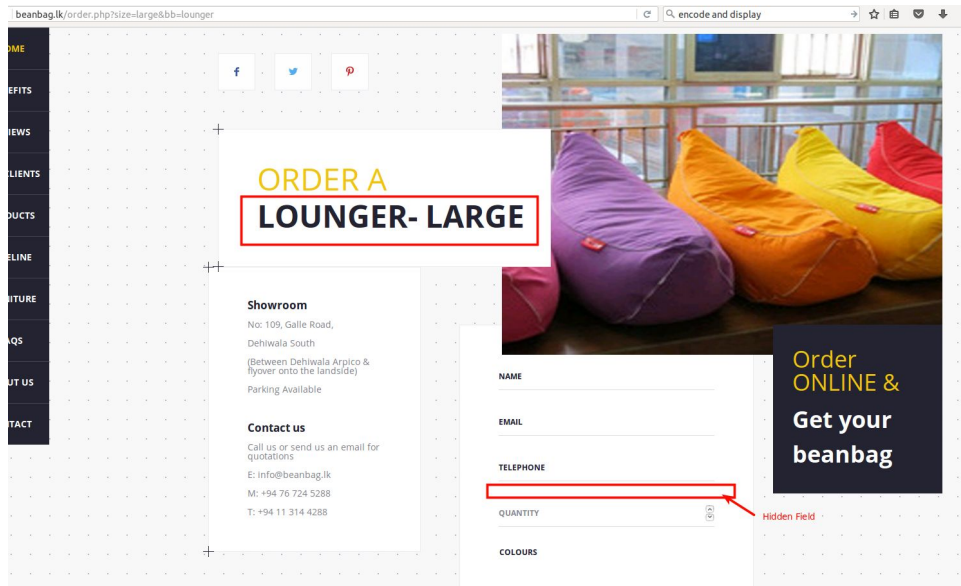 beanbag.lk/order.php?size=large&bb=lounger
encode and display
OME
EFITS
IEWS
CLIENTS
DUCTS
ELINE
NITURE
AQS
UT US
NTACT
ORDER A
LOUNGER- LARGE
Showroom
No: 109, Galle Road,
Dehiwala South
(Between Dehiwala Arpico &
flyover onto the landside)
Parking Available
Contact us
Call us or send us an email for
quotations
E: info@beanbag.lk
M: +94 76 724 5288
T: +94 11 314 4288
NAME
EMAIL
TELEPHONE
QUANTITY
COLOURS
Order
ONLINE &
Get your
beanbag
Hidden Field